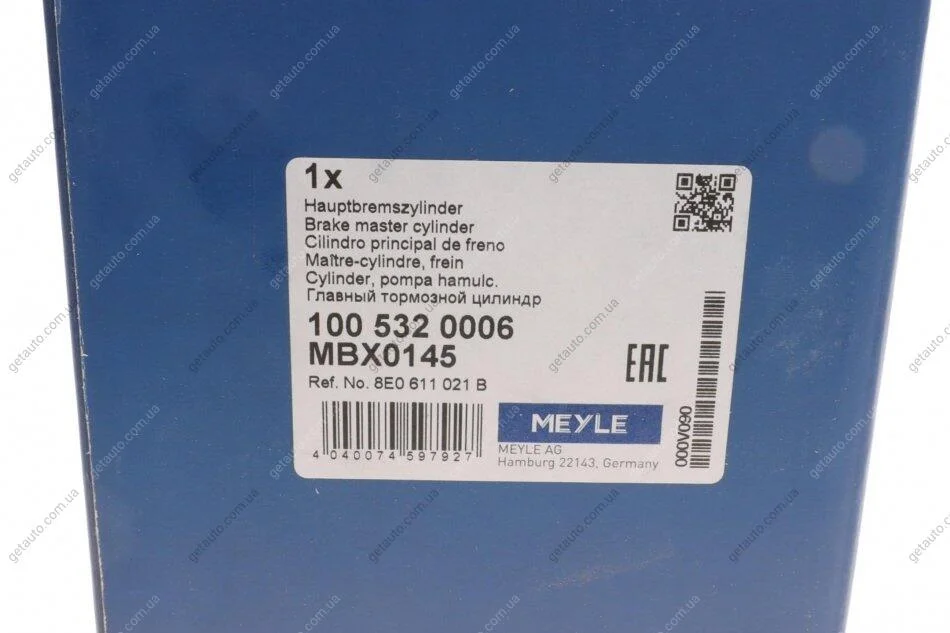 1x
Hauptbremszylinder
Brake master cylinder
Cilindro principal de freno
Maître-cylindre, frein
Cylinder, pompa hamulc.
Главный тормозной цилиндр
100 532 0006
MBX0145
Ref. No. 8E0 611 021 B
4 040074 597927
MEYLE
MEYLE AG
Hamburg 22143, Germany
EAC
000V090
getauto.com.ua